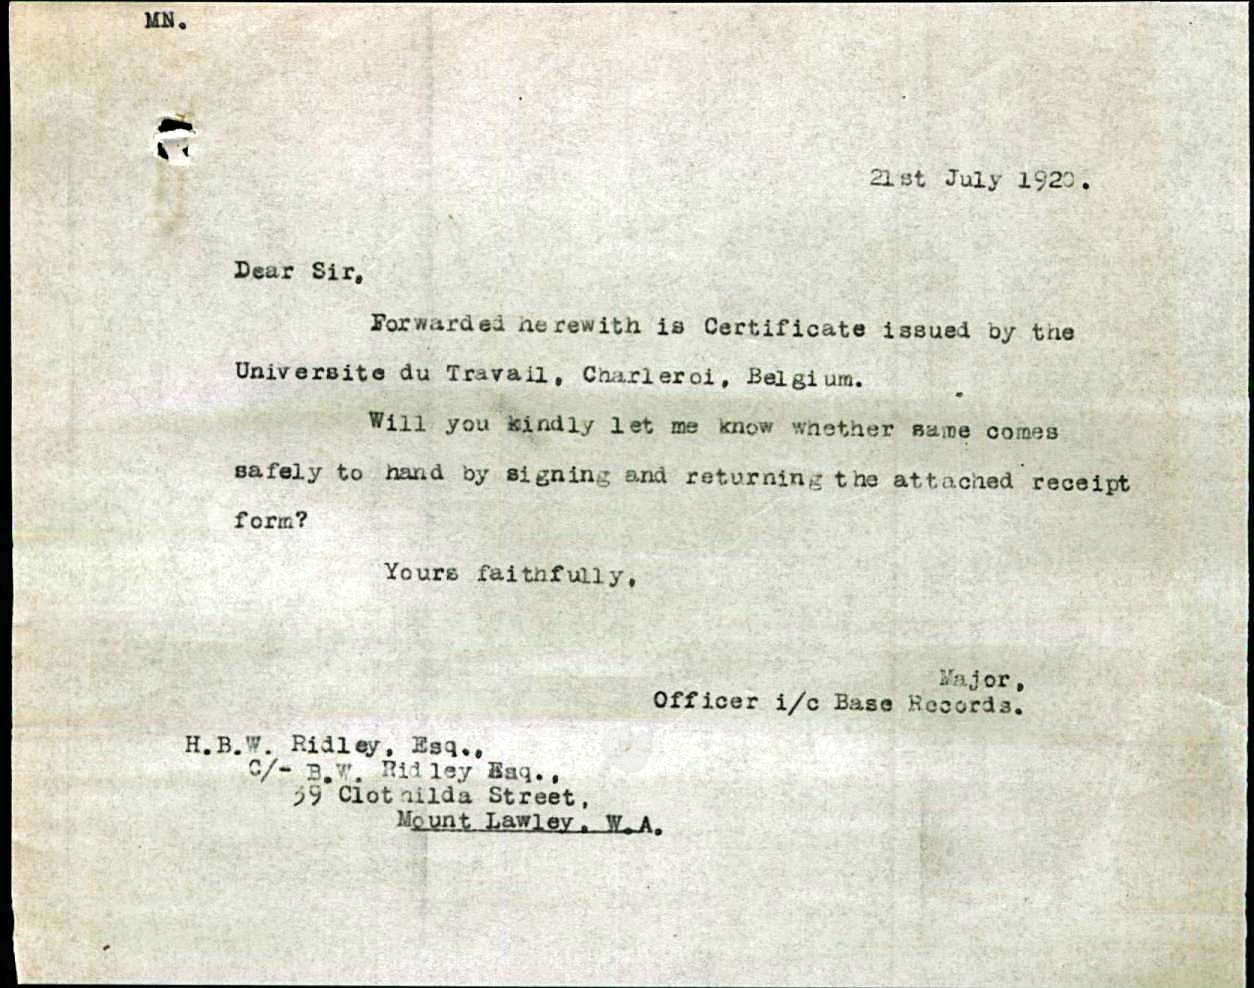 MN.
21st July 1920.
Dear Sir,
Forwarded herewith is Certificate issued by the
Universite du Travail, Charleroi, Belgium.
Will you kindly let me know whether same comes
safely to hand by signing and returning the attached receipt
form?
Yours faithfully,
Major,
Officer i/c Base Records.
H.B.W. Ridley, Esq.,
C/- B.W. Ridley Esq.,
39 Clothilda Street,
Mount Lawley. W.A.